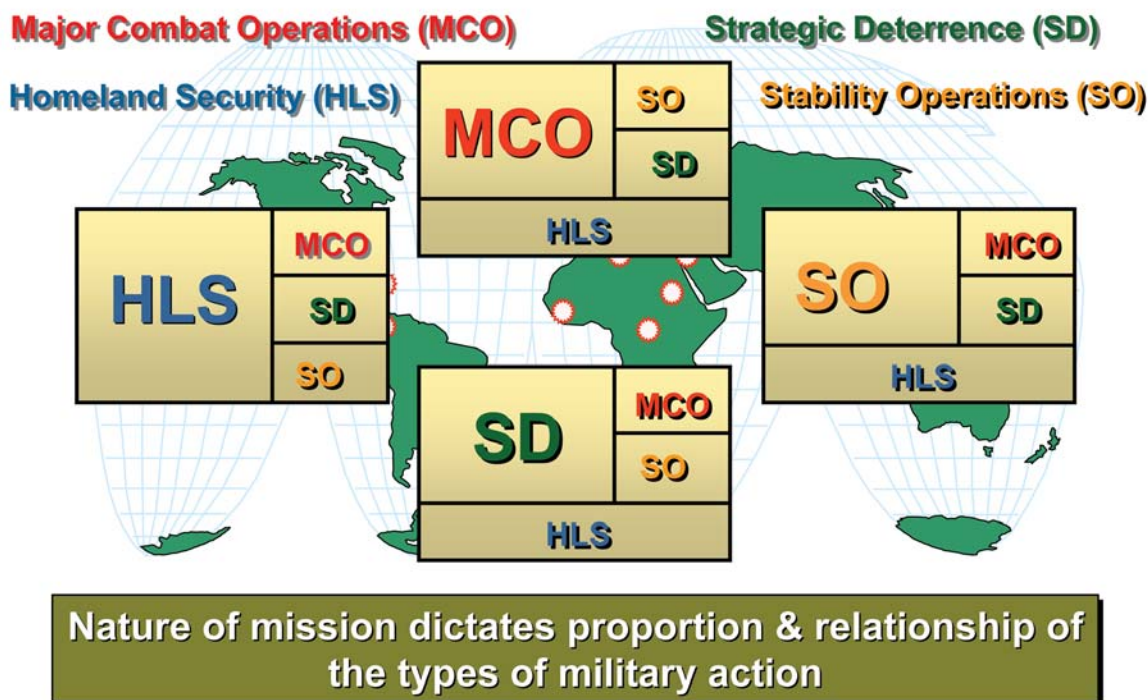 Major Combat Operations (MCO)
Strategic Deterrence (SD)
Homeland Security (HLS)
Stability Operations (SO)
MCO
SO
SD
HLS
HLS
MCO
SD
SO
SO
MCO
SD
HLS
SD
MCO
SO
HLS
Nature of mission dictates proportion & relationship of
the types of military action